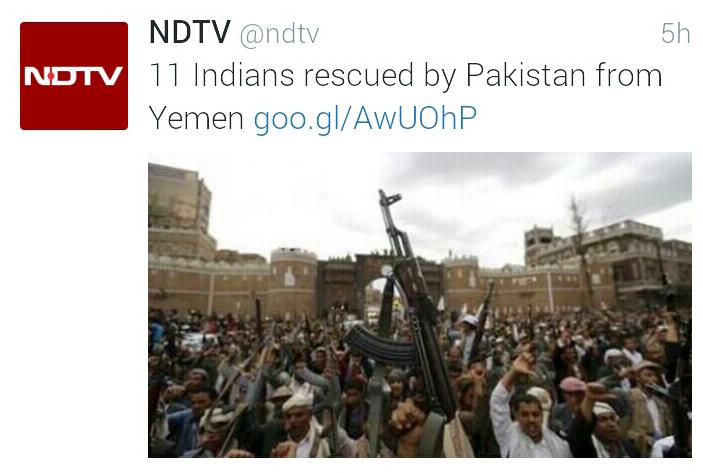 NDTV
NDTV @ndtv 5h
11 Indians rescued by Pakistan from
Yemen goo.gl/AwUOhP